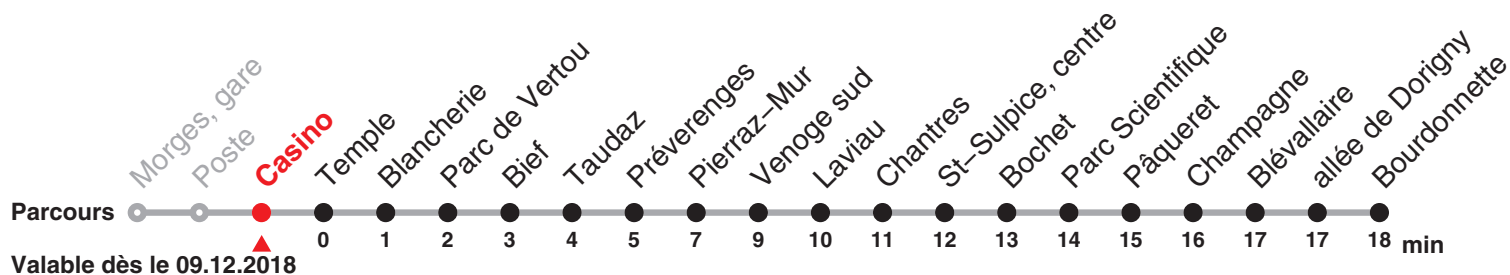 Morges, gare
Poste
Casino
Temple
Blancherie
Parc de Vertou
Bief
Taudaz
Préverenges
Pierraz–Mur
Venoge sud
Laviau
Chantres
St–Sulpice, centre
Bochet
Parc Scientifique
Pâqueret
Champagne
Blévallaire
allée de Dorigny
Bourdonnette
Parcours
0 1 2 3 4 5 7 9 10 11 12 13 14 15 16 17 17 18 min
Valable dès le 09.12.2018